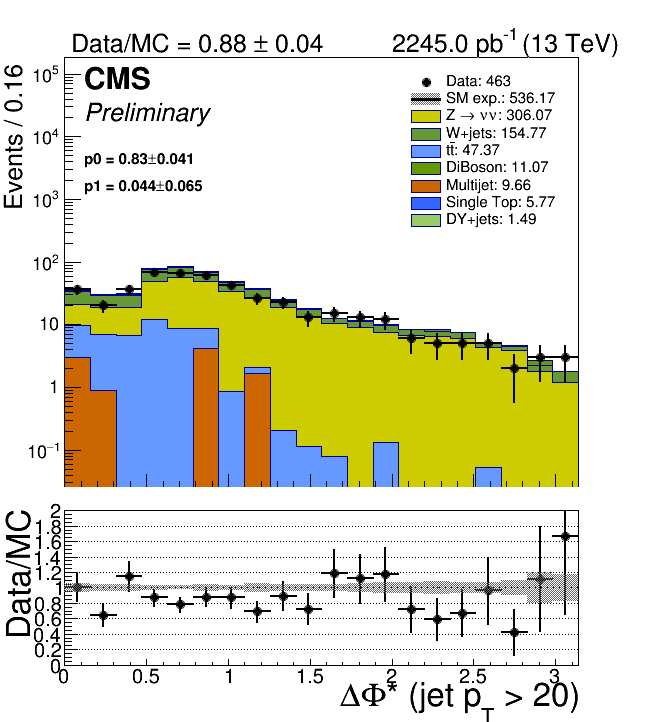 Data/MC = 0.88 ± 0.04 2245.0 pb⁻¹ (13 TeV)
CMS
Preliminary
p0 = 0.83±0.041
p1 = 0.044±0.065
Data: 463
SM exp.: 536.17
Z → νν: 306.07
W+jets: 154.77
tt̄: 47.37
DiBoson: 11.07
Multijet: 9.66
Single Top: 5.77
DY+jets: 1.49
Events / 0.16
10⁵
10⁴
10³
10²
10
1
10⁻¹
Data/MC
2
1.8
1.6
1.4
1.2
1
0.8
0.6
0.4
0.2
0
0 0.5 1 1.5 2 2.5 3
ΔΦ* (jet p_T > 20)